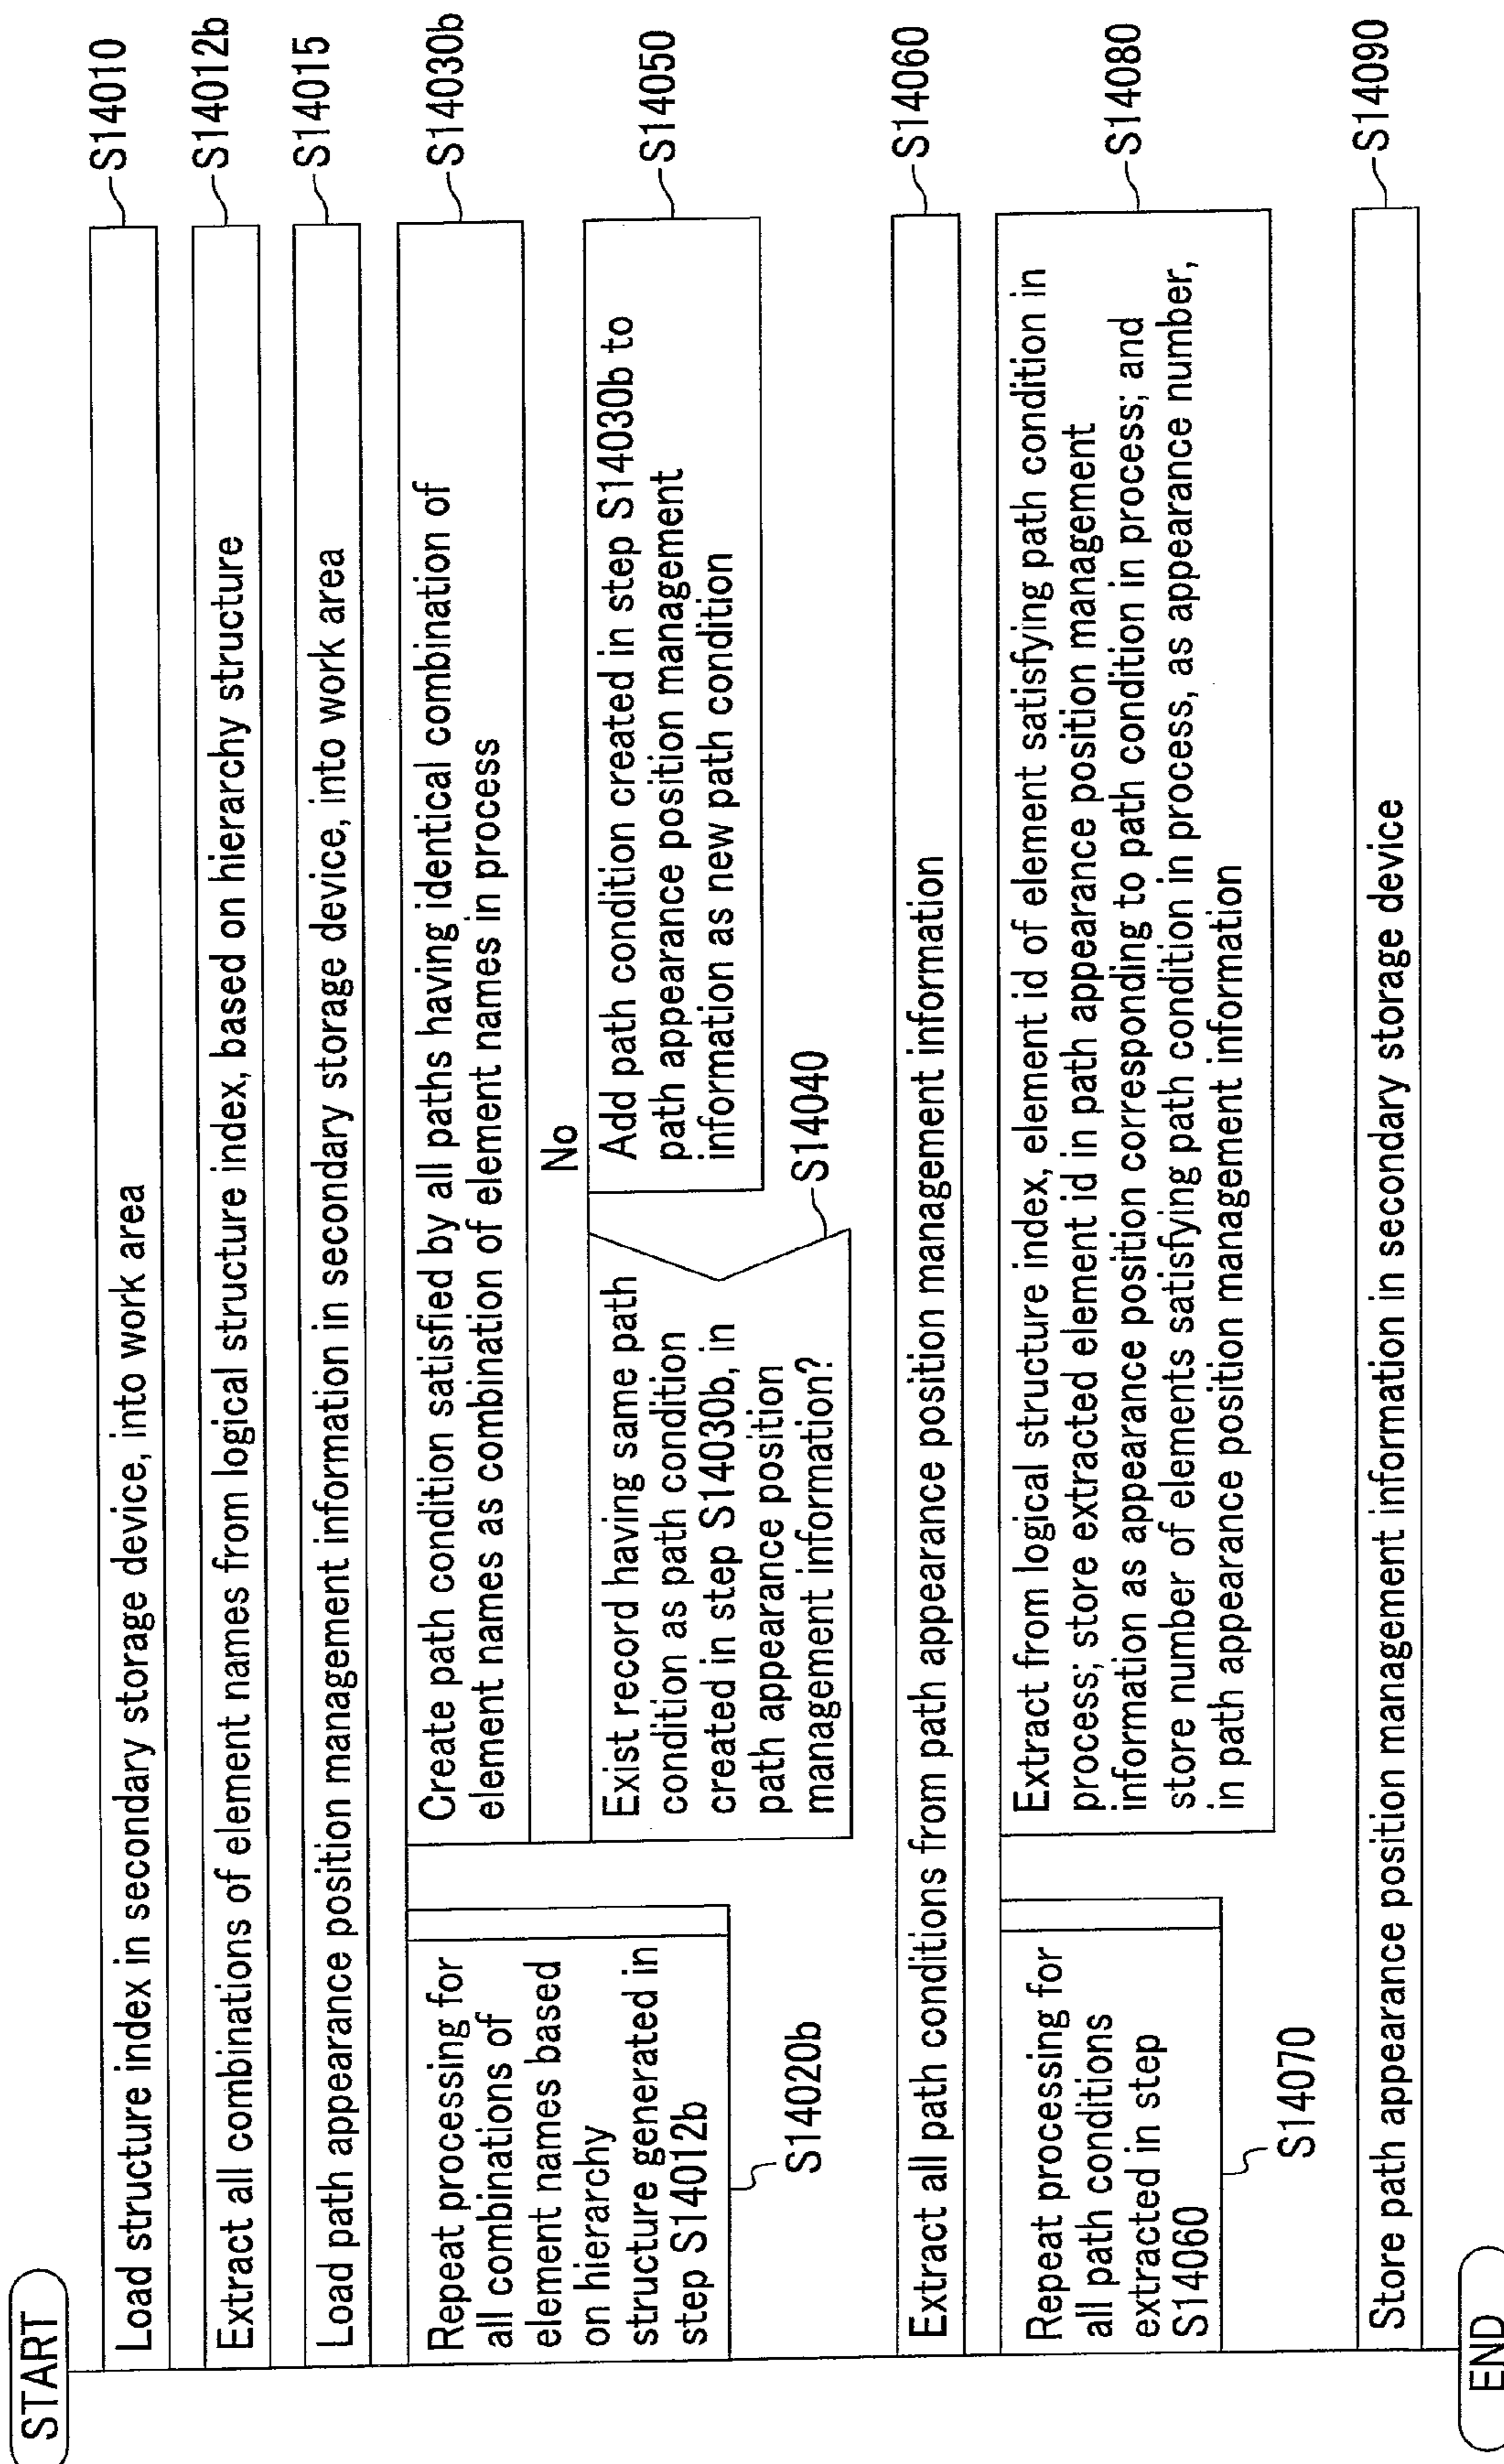 START
Load structure index in secondary storage device, into work area
S14010
Extract all combinations of element names from logical structure index, based on hierarchy structure
S14012b
Load path appearance position management information in secondary storage device, into work area
S14015
Repeat processing for
all combinations of
element names based
on hierarchy
structure generated in
step S14012b
S14020b
Create path condition satisfied by all paths having identical combination of
element names as combination of element names in process
S14030b
Exist record having same path
condition as path condition
created in step S14030b, in
path appearance position
management information?
S14040
No
Add path condition created in step S14030b to
path appearance position management
information as new path condition
S14050
Extract all path conditions from path appearance position management information
S14060
Repeat processing for
all path conditions
extracted in step
S14060
S14070
Extract from logical structure index, element id of element satisfying path condition in
process; store extracted element id in path appearance position management
information as appearance position corresponding to path condition in process; and
store number of elements satisfying path condition in process, as appearance number,
in path appearance position management information
S14080
Store path appearance position management information in secondary storage device
S14090
END